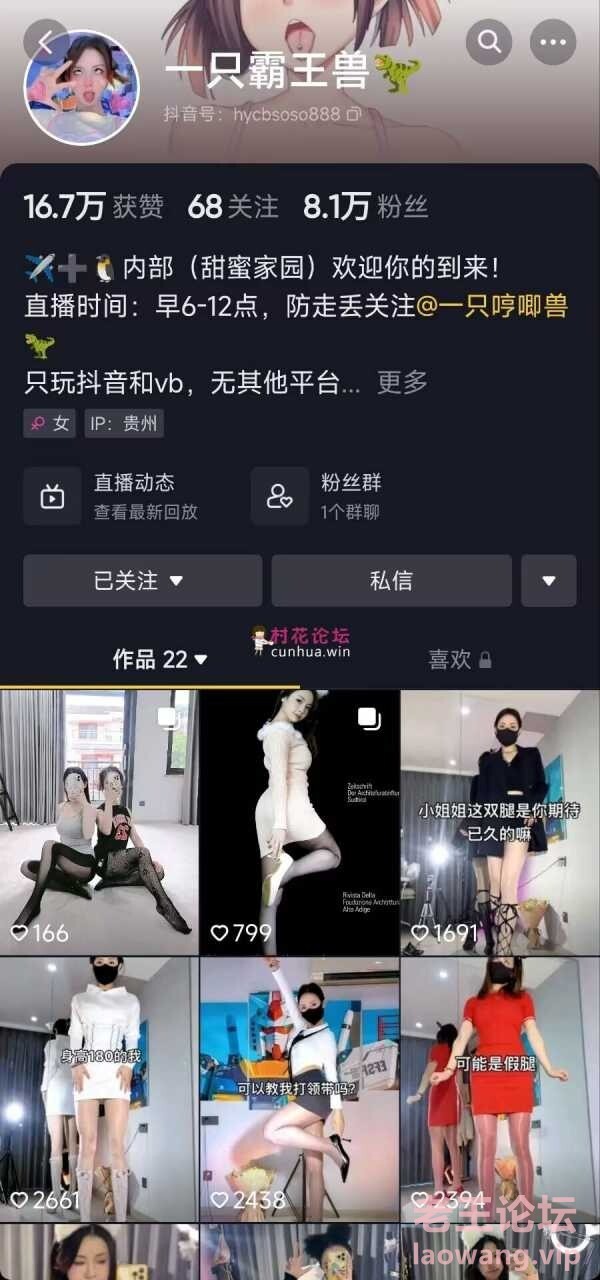 一只霸王兽🦖
抖音号：hycbsoso888
16.7万 获赞 68 关注 8.1万 粉丝
✈️➕🐧内部（甜蜜家园）欢迎你的到来！
直播时间：早6-12点，防走丢关注@一只哼唧兽
🦖
只玩抖音和vb，无其他平台... 更多
女 IP：贵州
直播动态
查看最新回放
粉丝群
1个群聊
已关注 私信
村花论坛
cunhua.win
作品 22 喜欢
166
Zeitschrift
Der Architekturstiftung
Südtirol
Rivista Della
Foudazione Architettura
Alto Adige
799
小姐姐这双腿是你期待
已久的嘛
1691
身高180的我
2661
可以教我打领带吗?
EFSF
2438
可能是假腿
2394
老王论坛
laowang.vip